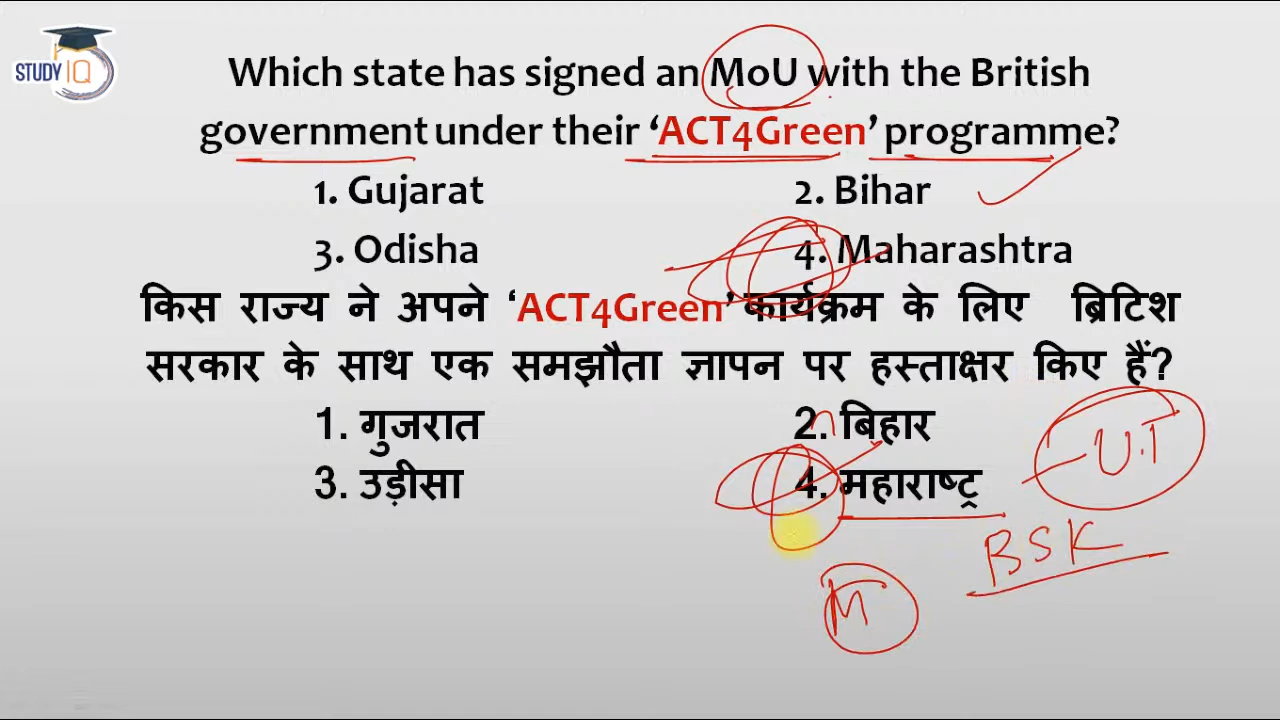 STUDY IQ
Which state has signed an MoU with the British
government under their ‘ACT4Green’ programme?
1. Gujarat 2. Bihar
3. Odisha 4. Maharashtra
किस राज्य ने अपने ‘ACT4Green’ कार्यक्रम के लिए ब्रिटिश
सरकार के साथ एक समझौता ज्ञापन पर हस्ताक्षर किए हैं?
1. गुजरात 2. बिहार
3. उड़ीसा 4. महाराष्ट्र
U.T
BSK
M